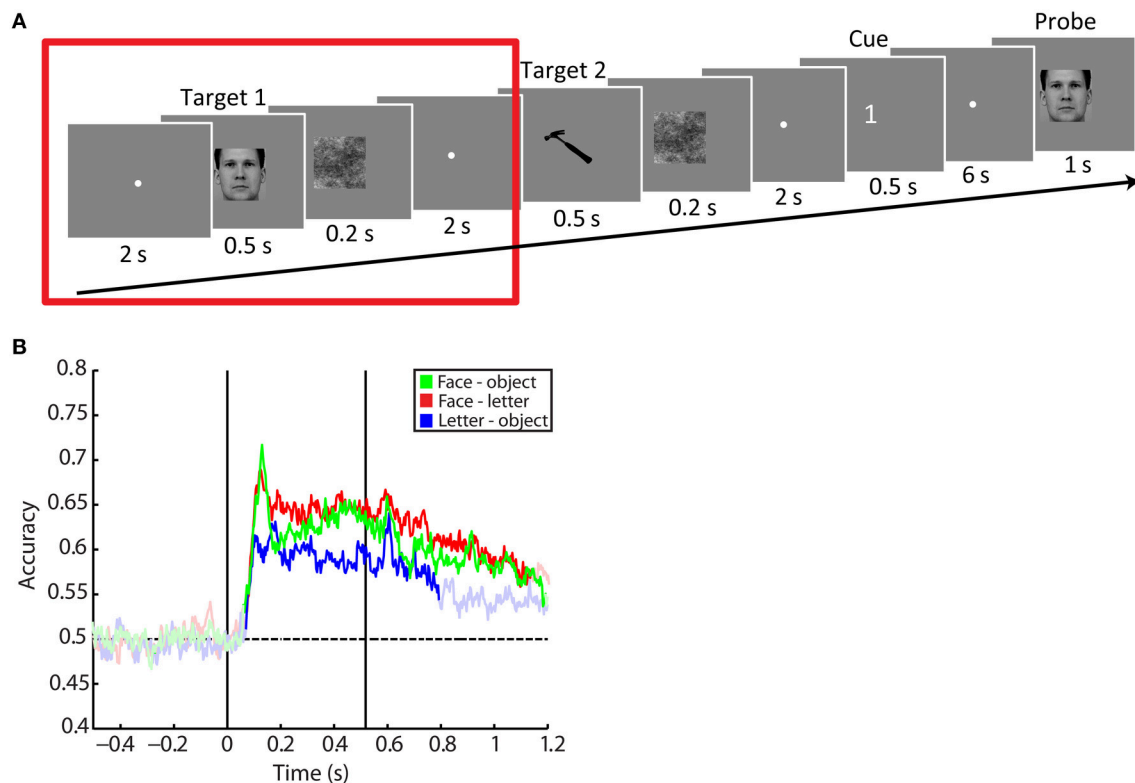 A
Target 1
Target 2
Cue
Probe
1
2 s
0.5 s
0.2 s
2 s
0.5 s
0.2 s
2 s
0.5 s
6 s
1 s
B
0.8
0.75
0.7
0.65
0.6
0.55
0.5
0.45
0.4
Accuracy
Face - object
Face - letter
Letter - object
−0.4 −0.2 0 0.2 0.4 0.6 0.8 1 1.2
Time (s)